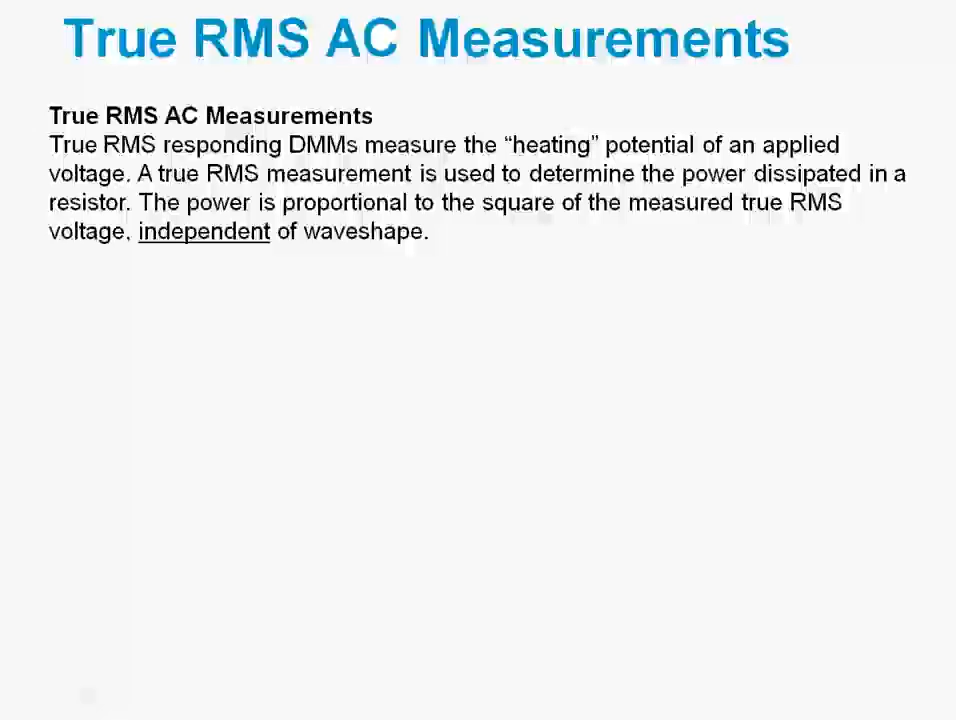 True RMS AC Measurements
True RMS AC Measurements
True RMS responding DMMs measure the “heating” potential of an applied
voltage. A true RMS measurement is used to determine the power dissipated in a
resistor. The power is proportional to the square of the measured true RMS
voltage, independent of waveshape.